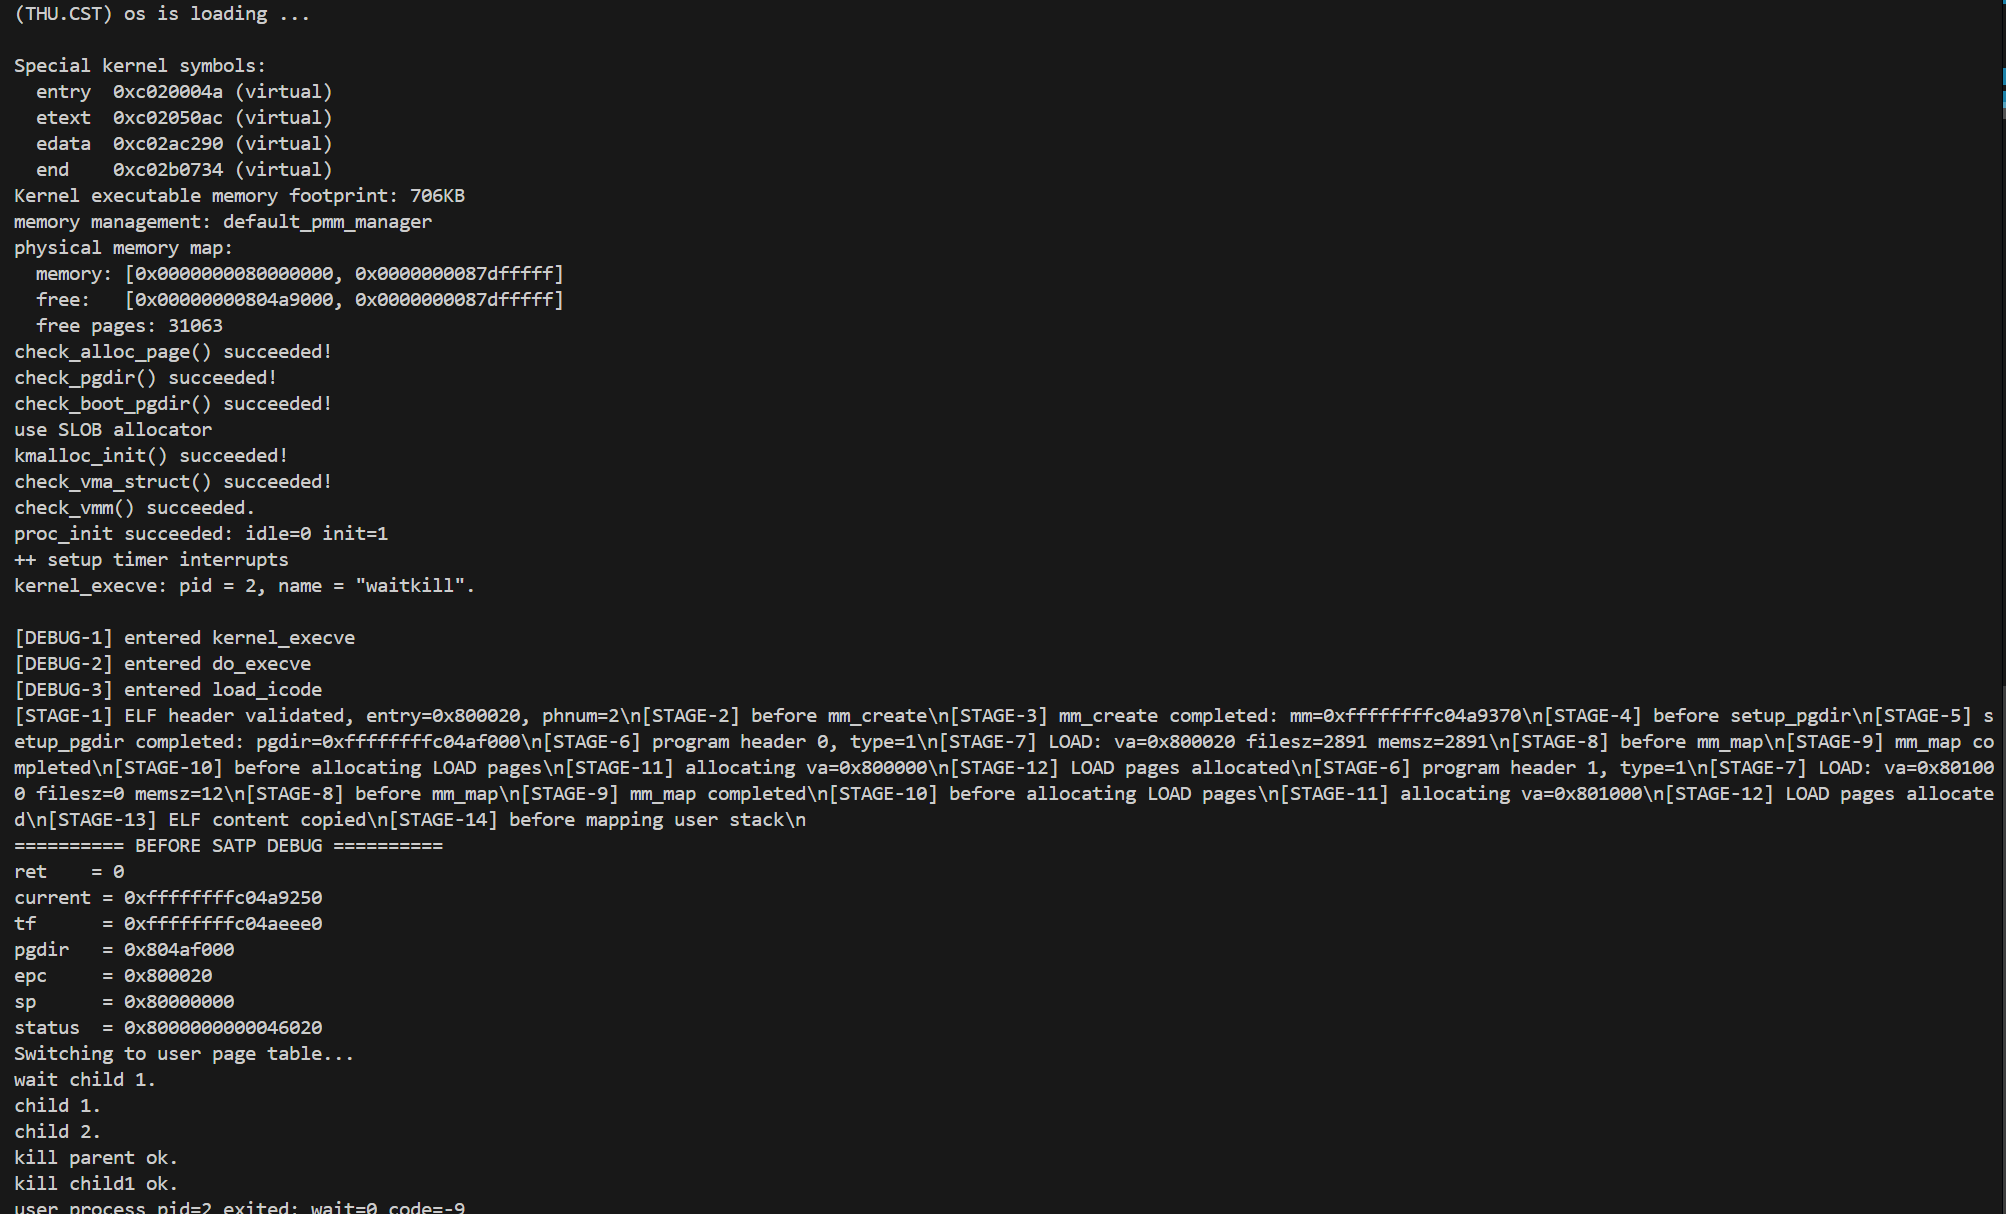 (THU.CST) os is loading ...
Special kernel symbols:
  entry  0xc020004a (virtual)
  etext  0xc02050ac (virtual)
  edata  0xc02ac290 (virtual)
  end    0xc02b0734 (virtual)
Kernel executable memory footprint: 706KB
memory management: default_pmm_manager
physical memory map:
  memory: [0x0000000080000000, 0x0000000087dfffff]
  free:   [0x00000000804a9000, 0x0000000087dfffff]
  free pages: 31063
check_alloc_page() succeeded!
check_pgdir() succeeded!
check_boot_pgdir() succeeded!
use SLOB allocator
kmalloc_init() succeeded!
check_vma_struct() succeeded!
check_vmm() succeeded.
proc_init succeeded: idle=0 init=1
++ setup timer interrupts
kernel_execve: pid = 2, name = "waitkill".
[DEBUG-1] entered kernel_execve
[DEBUG-2] entered do_execve
[DEBUG-3] entered load_icode
[STAGE-1] ELF header validated, entry=0x800020, phnum=2\n[STAGE-2] before mm_create\n[STAGE-3] mm_create completed: mm=0xffffffffc04a9370\n[STAGE-4] before setup_pgdir\n[STAGE-5] s
etup_pgdir completed: pgdir=0xffffffffc04af000\n[STAGE-6] program header 0, type=1\n[STAGE-7] LOAD: va=0x800020 filesz=2891 memsz=2891\n[STAGE-8] before mm_map\n[STAGE-9] mm_map co
mpleted\n[STAGE-10] before allocating LOAD pages\n[STAGE-11] allocating va=0x800000\n[STAGE-12] LOAD pages allocated\n[STAGE-6] program header 1, type=1\n[STAGE-7] LOAD: va=0x80100
0 filesz=0 memsz=12\n[STAGE-8] before mm_map\n[STAGE-9] mm_map completed\n[STAGE-10] before allocating LOAD pages\n[STAGE-11] allocating va=0x801000\n[STAGE-12] LOAD pages allocate
d\n[STAGE-13] ELF content copied\n[STAGE-14] before mapping user stack\n
========== BEFORE SATP DEBUG ==========
ret    = 0
current = 0xffffffffc04a9250
tf      = 0xffffffffc04aeee0
pgdir   = 0x804af000
epc     = 0x800020
sp      = 0x80000000
status  = 0x8000000000046020
Switching to user page table...
wait child 1.
child 1.
child 2.
kill parent ok.
kill child1 ok.
user process pid=2 exited: wait=0 code=-9